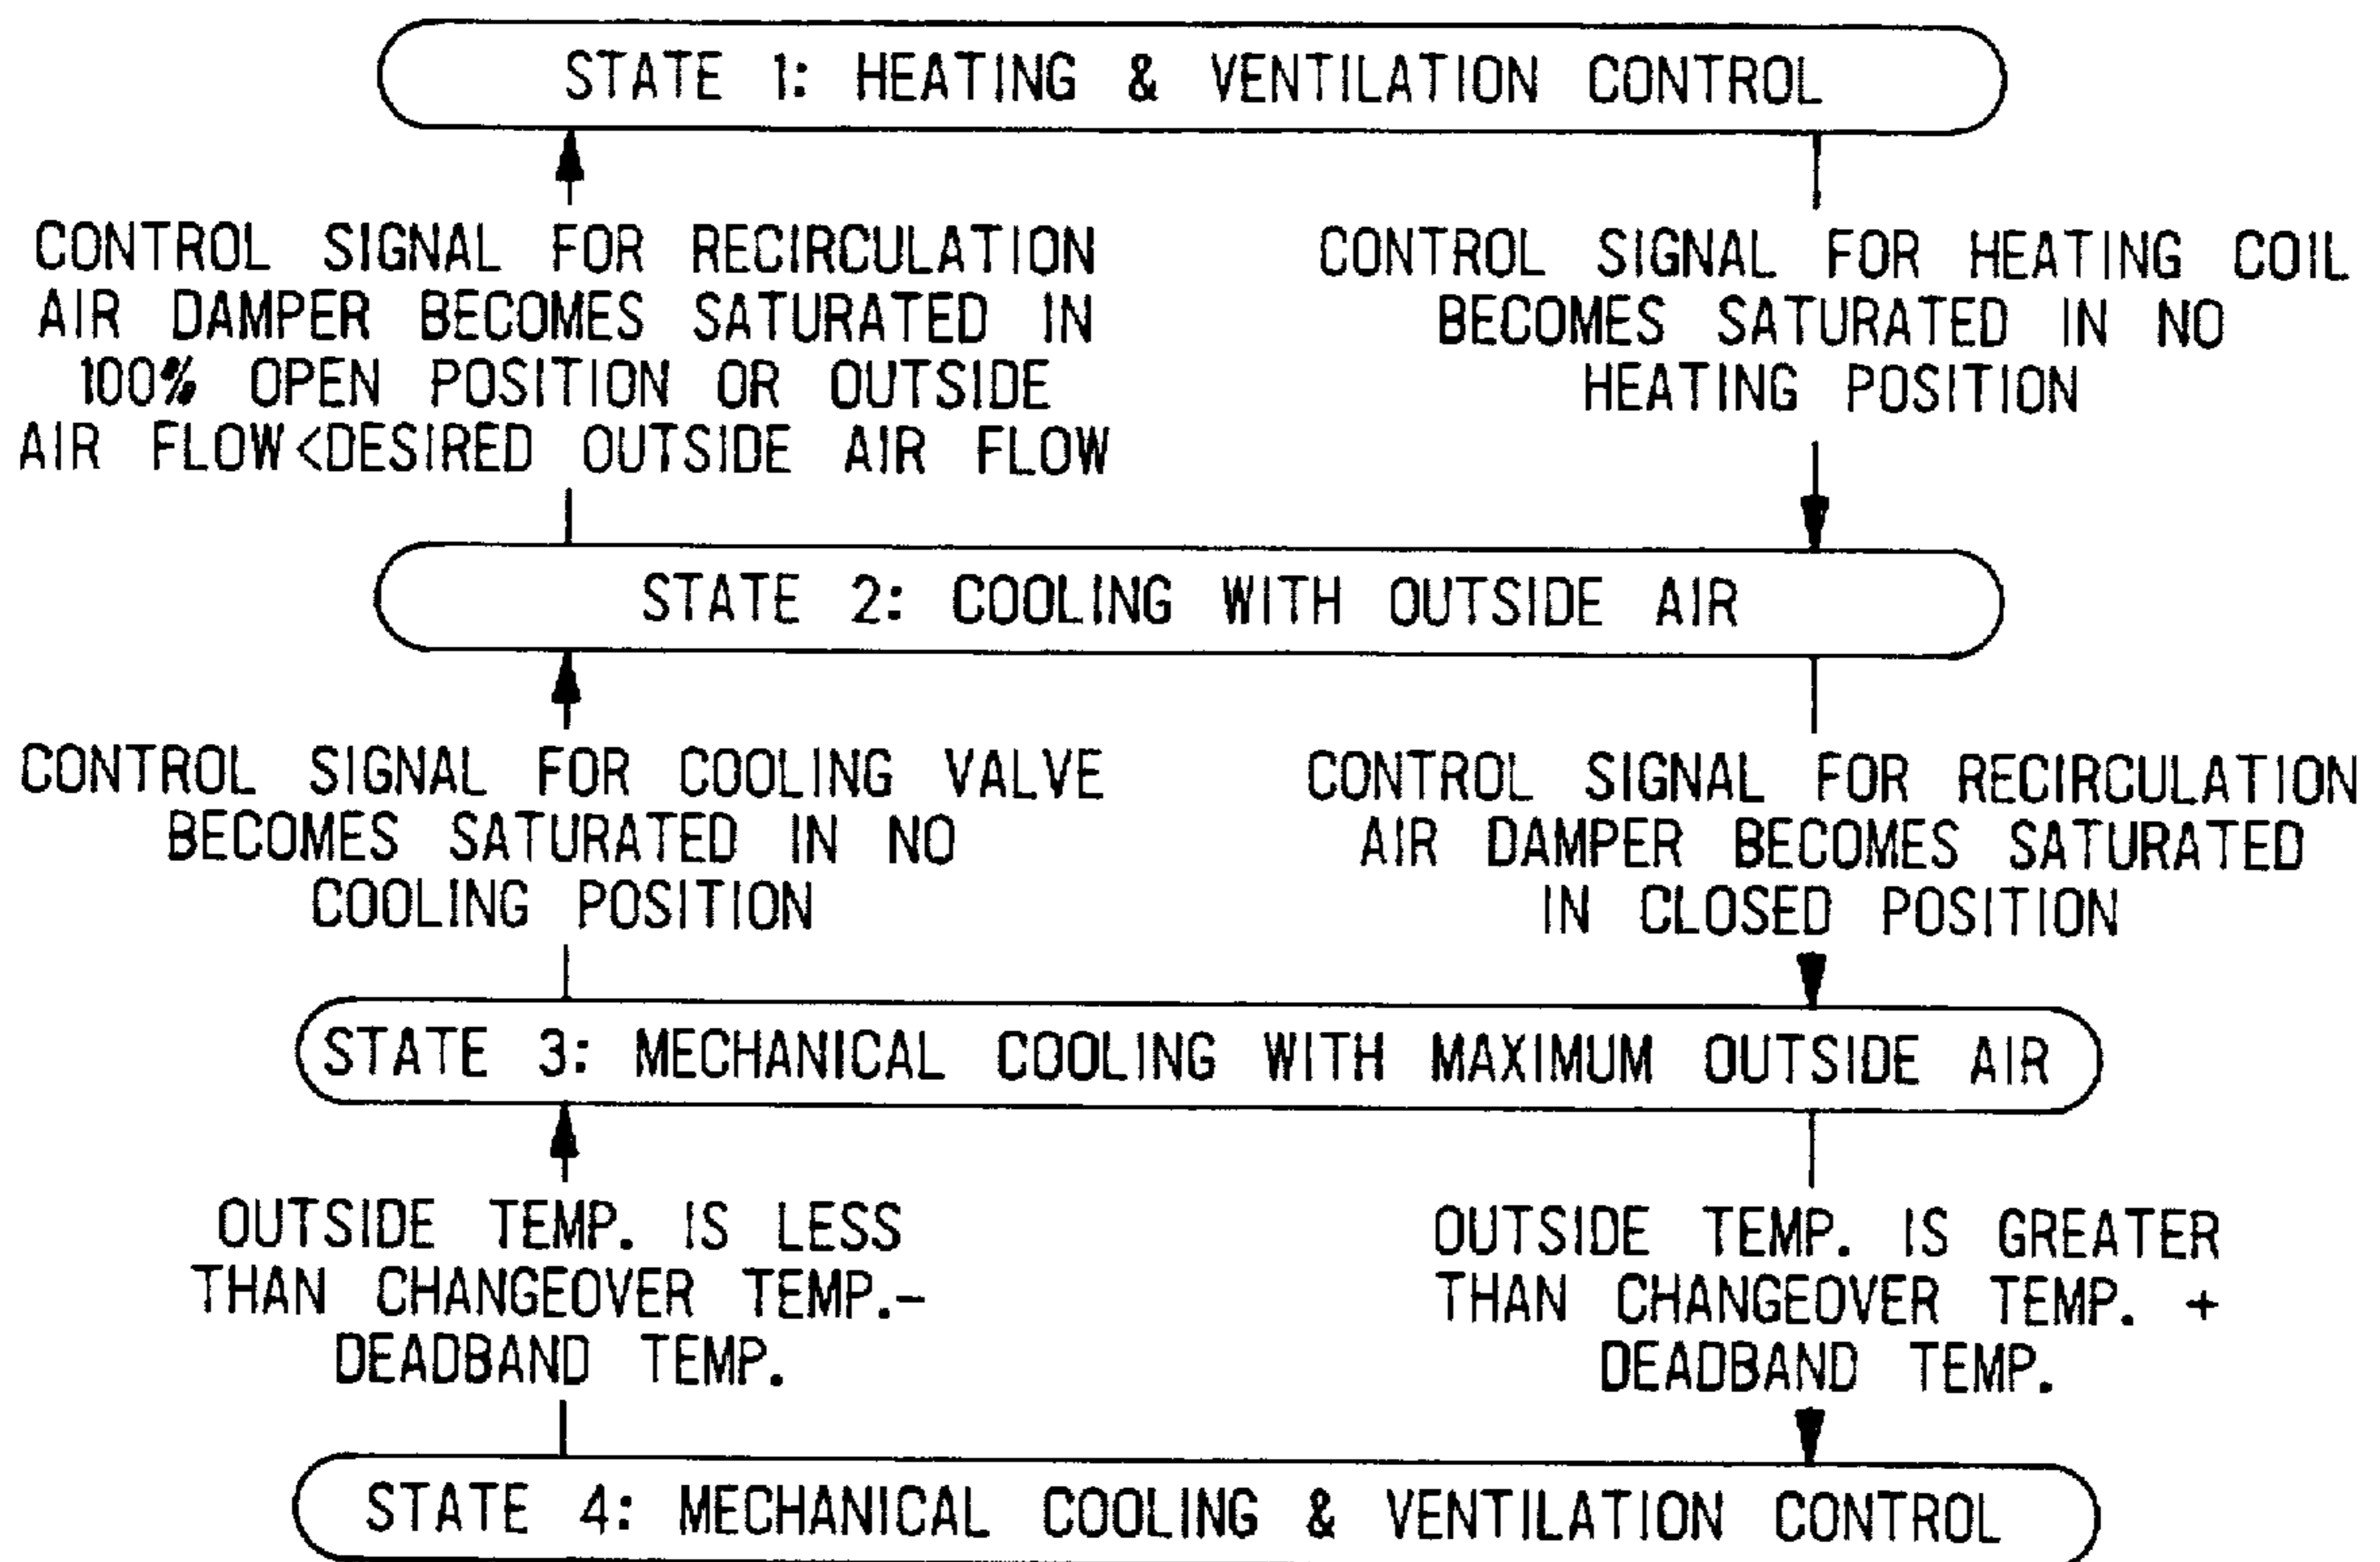 STATE 1: HEATING & VENTILATION CONTROL
CONTROL SIGNAL FOR RECIRCULATION
AIR DAMPER BECOMES SATURATED IN
100% OPEN POSITION OR OUTSIDE
AIR FLOW<DESIRED OUTSIDE AIR FLOW
CONTROL SIGNAL FOR HEATING COIL
BECOMES SATURATED IN NO
HEATING POSITION
STATE 2: COOLING WITH OUTSIDE AIR
CONTROL SIGNAL FOR COOLING VALVE
BECOMES SATURATED IN NO
COOLING POSITION
CONTROL SIGNAL FOR RECIRCULATION
AIR DAMPER BECOMES SATURATED
IN CLOSED POSITION
STATE 3: MECHANICAL COOLING WITH MAXIMUM OUTSIDE AIR
OUTSIDE TEMP. IS LESS
THAN CHANGEOVER TEMP.-
DEADBAND TEMP.
OUTSIDE TEMP. IS GREATER
THAN CHANGEOVER TEMP. +
DEADBAND TEMP.
STATE 4: MECHANICAL COOLING & VENTILATION CONTROL